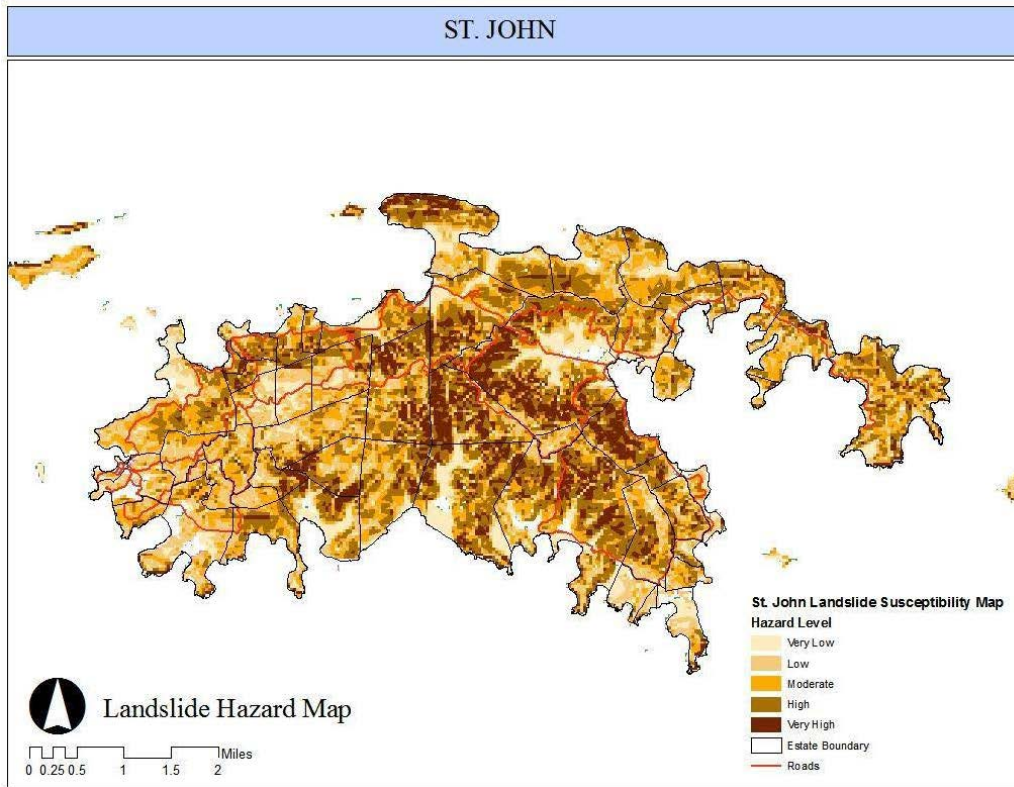 ST. JOHN
St. John Landslide Susceptibility Map
Hazard Level
Very Low
Low
Moderate
High
Very High
Estate Boundary
Roads
Landslide Hazard Map
Miles
0 0.25 0.5 1 1.5 2